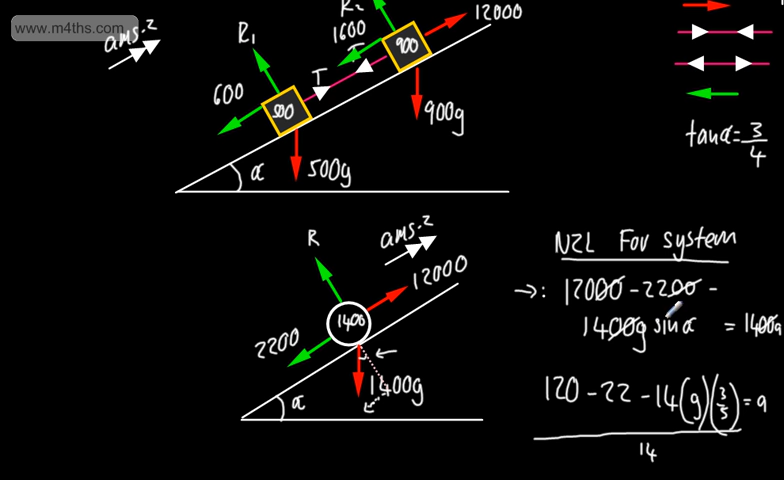 www.m4ths.com
ams-2
R1
R2
1600
T
12000
900
600
T
500
900g
α
500g
tanα = 3/4
R
ams-2
12000
1400
2200
1400g
α
N2L For system
→: 12000 - 2200 -
1400g sinα = 1400a
120 - 22 - 14(g)(3/5) = a
14